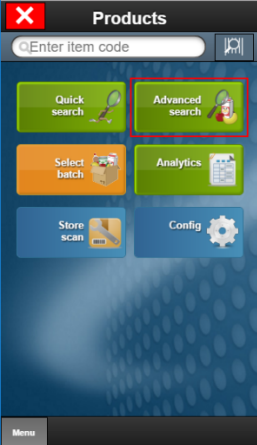 Products
Enter item code
Quick
search
Advanced
search
Select
batch
Analytics
Store
scan
Config
Menu